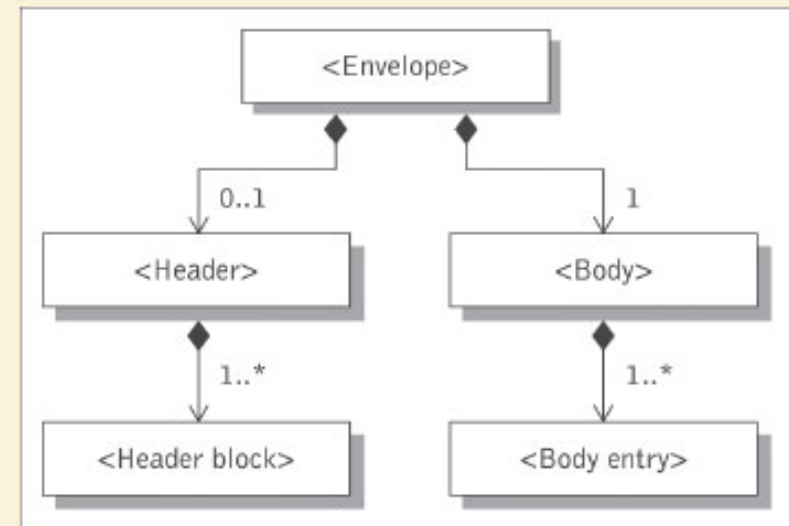 <Envelope>
0..1
1
<Header>
<Body>
1..*
1..*
<Header block>
<Body entry>